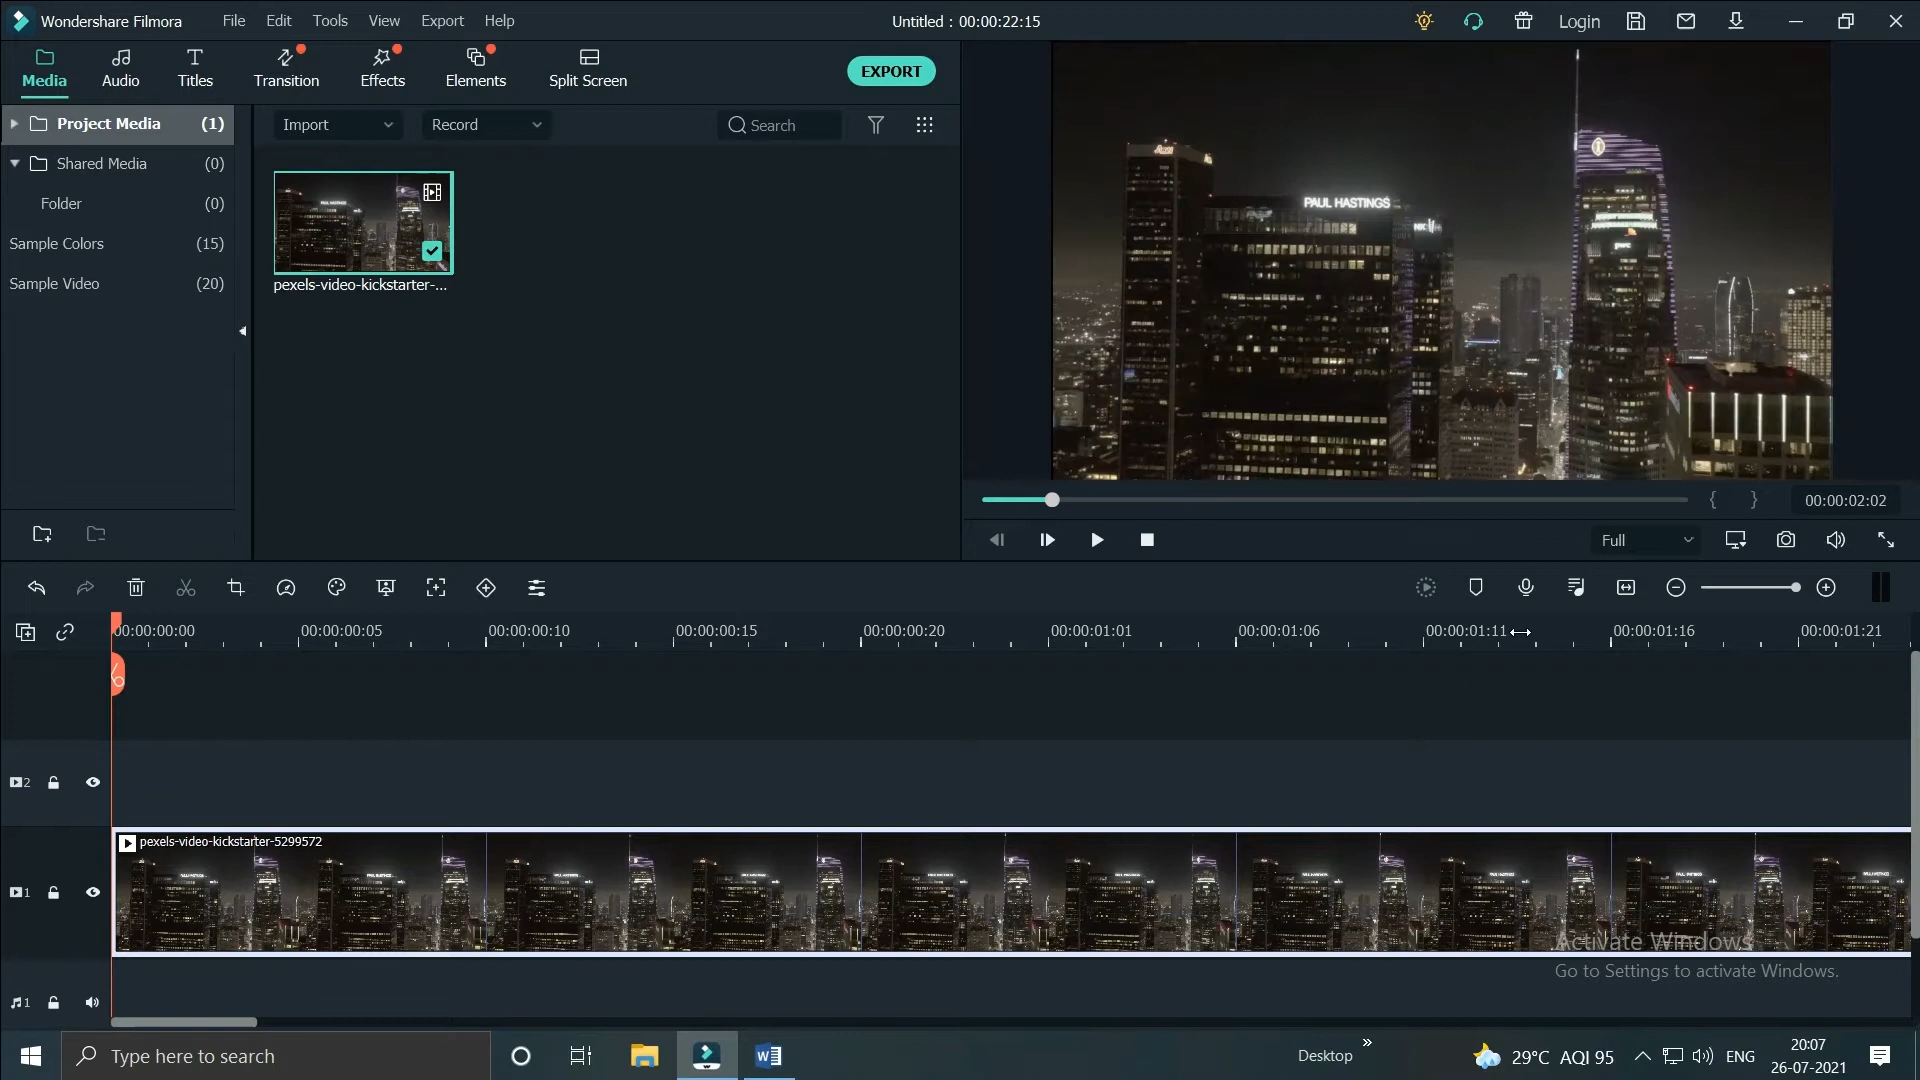 Wondershare Filmora
File Edit Tools View Export Help
Untitled : 00:00:22:15
Login
Media Audio Titles Transition Effects Elements Split Screen
EXPORT
Project Media (1)
Import Record Search
Shared Media (0)
Folder (0)
Sample Colors (15)
Sample Video (20)
pexels-video-kickstarter-...
PAUL HASTINGS
pwc
00:00:02:02
Full
00:00:00:00 00:00:00:05 00:00:00:10 00:00:00:15 00:00:00:20 00:00:01:01 00:00:01:06 00:00:01:11 00:00:01:16 00:00:01:21
2
pexels-video-kickstarter-5299572
1
Activate Windows
Go to Settings to activate Windows.
1
Type here to search
W
Desktop
29°C AQI 95
ENG
20:07
26-07-2021